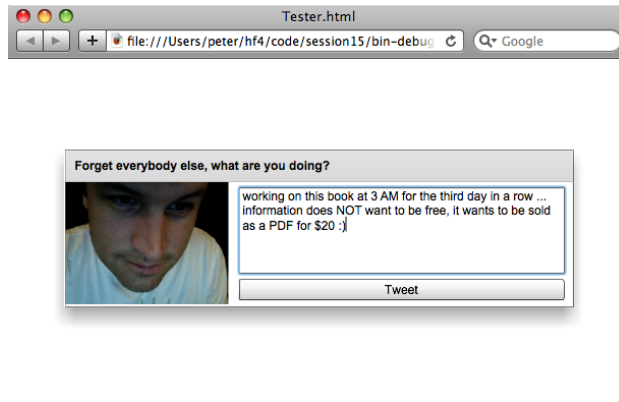 Tester.html
file:///Users/peter/hf4/code/session15/bin-debug
Google
Forget everybody else, what are you doing?
working on this book at 3 AM for the third day in a row ...
information does NOT want to be free, it wants to be sold
as a PDF for $20 :)
Tweet